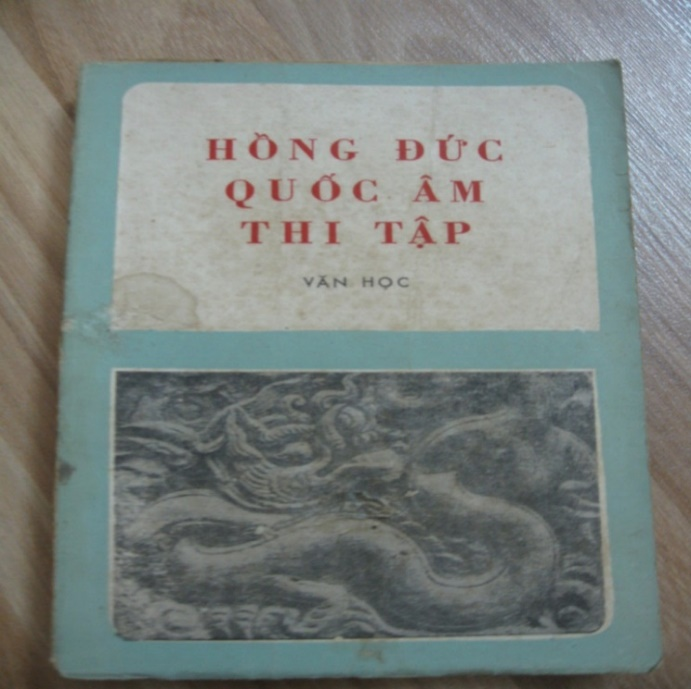 HỒNG ĐỨC
QUỐC ÂM
THI TẬP
VĂN HỌC